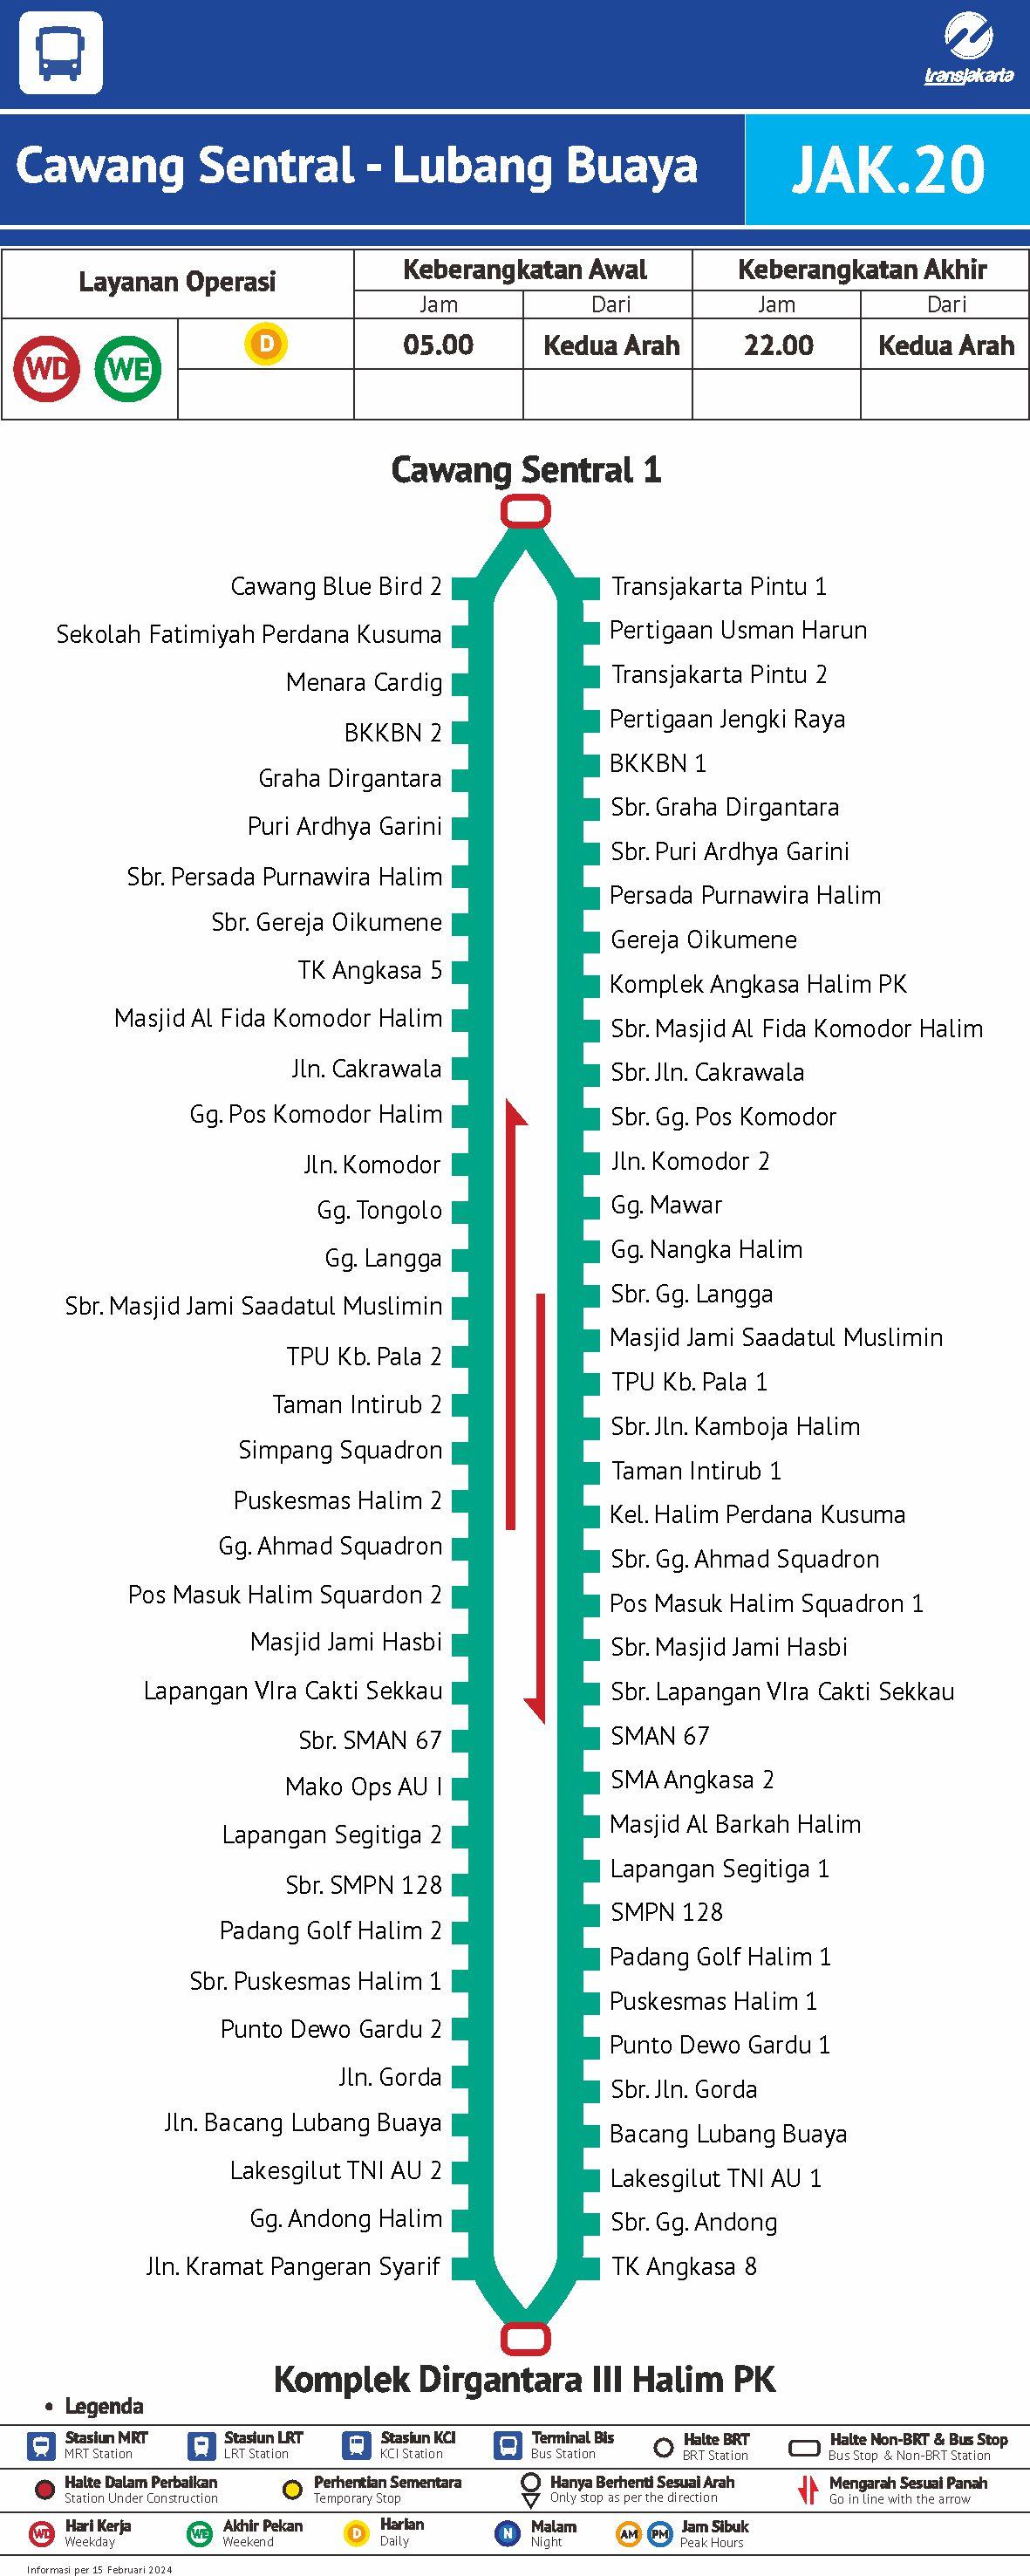 transjakarta
Cawang Sentral - Lubang Buaya
JAK.20
Layanan Operasi
Keberangkatan Awal
Keberangkatan Akhir
Jam
Dari
Jam
Dari
WD
WE
D
05.00
Kedua Arah
22.00
Kedua Arah
Cawang Sentral 1
Cawang Blue Bird 2
Sekolah Fatimiyah Perdana Kusuma
Menara Cardig
BKKBN 2
Graha Dirgantara
Puri Ardhya Garini
Sbr. Persada Purnawira Halim
Sbr. Gereja Oikumene
TK Angkasa 5
Masjid Al Fida Komodor Halim
Jln. Cakrawala
Gg. Pos Komodor Halim
Jln. Komodor
Gg. Tongolo
Gg. Langga
Sbr. Masjid Jami Saadatul Muslimin
TPU Kb. Pala 2
Taman Intirub 2
Simpang Squadron
Puskesmas Halim 2
Gg. Ahmad Squadron
Pos Masuk Halim Squardon 2
Masjid Jami Hasbi
Lapangan VIra Cakti Sekkau
Sbr. SMAN 67
Mako Ops AU I
Lapangan Segitiga 2
Sbr. SMPN 128
Padang Golf Halim 2
Sbr. Puskesmas Halim 1
Punto Dewo Gardu 2
Jln. Gorda
Jln. Bacang Lubang Buaya
Lakesgilut TNI AU 2
Gg. Andong Halim
Jln. Kramat Pangeran Syarif
Transjakarta Pintu 1
Pertigaan Usman Harun
Transjakarta Pintu 2
Pertigaan Jengki Raya
BKKBN 1
Sbr. Graha Dirgantara
Sbr. Puri Ardhya Garini
Persada Purnawira Halim
Gereja Oikumene
Komplek Angkasa Halim PK
Sbr. Masjid Al Fida Komodor Halim
Sbr. Jln. Cakrawala
Sbr. Gg. Pos Komodor
Jln. Komodor 2
Gg. Mawar
Gg. Nangka Halim
Sbr. Gg. Langga
Masjid Jami Saadatul Muslimin
TPU Kb. Pala 1
Sbr. Jln. Kamboja Halim
Taman Intirub 1
Kel. Halim Perdana Kusuma
Sbr. Gg. Ahmad Squadron
Pos Masuk Halim Squadron 1
Sbr. Masjid Jami Hasbi
Sbr. Lapangan VIra Cakti Sekkau
SMAN 67
SMA Angkasa 2
Masjid Al Barkah Halim
Lapangan Segitiga 1
SMPN 128
Padang Golf Halim 1
Puskesmas Halim 1
Punto Dewo Gardu 1
Sbr. Jln. Gorda
Bacang Lubang Buaya
Lakesgilut TNI AU 1
Sbr. Gg. Andong
TK Angkasa 8
Komplek Dirgantara III Halim PK
• Legenda
Stasiun MRT
MRT Station
Stasiun LRT
LRT Station
Stasiun KCI
KCI Station
Terminal Bis
Bus Station
Halte BRT
BRT Station
Halte Non-BRT & Bus Stop
Bus Stop & Non-BRT Station
Halte Dalam Perbaikan
Station Under Construction
Perhentian Sementara
Temporary Stop
Hanya Berhenti Sesuai Arah
Only stop as per the direction
Mengarah Sesuai Panah
Go in line with the arrow
WD
Hari Kerja
Weekday
WE
Akhir Pekan
Weekend
D
Harian
Daily
N
Malam
Night
AM
PM
Jam Sibuk
Peak Hours
Informasi per 15 Februari 2024